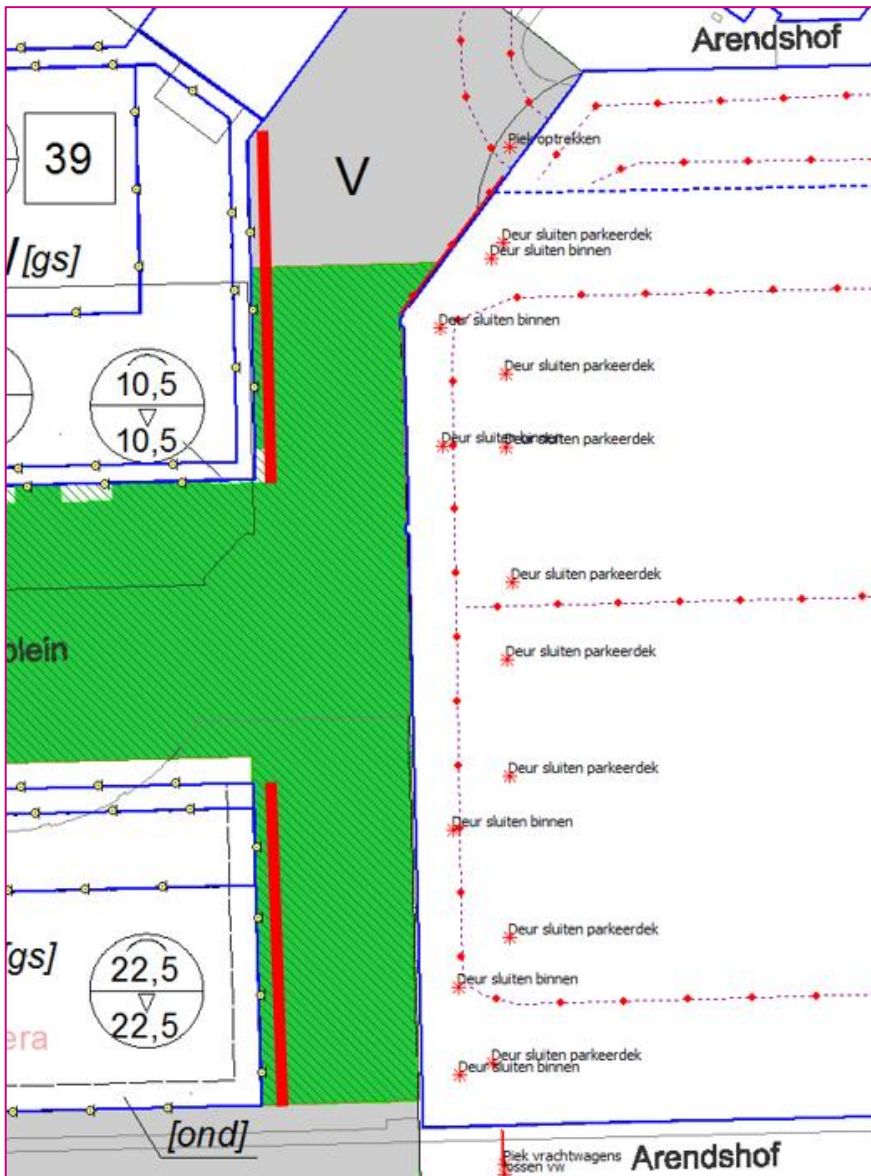 Arendshof
39
Piek optrekken
V
Deur sluiten parkeerdek
Deur sluiten binnen
[gs]
Deur sluiten binnen
Deur sluiten parkeerdek
10,5
10,5
Deur sluiten binnen
Deur sluiten parkeerdek
Deur sluiten parkeerdek
plein
Deur sluiten parkeerdek
Deur sluiten parkeerdek
Deur sluiten binnen
Deur sluiten parkeerdek
[gs]
22,5
22,5
Deur sluiten binnen
era
Deur sluiten parkeerdek
Deur sluiten binnen
[ond]
Piek vrachtwagens
lossen vw
Arendshof